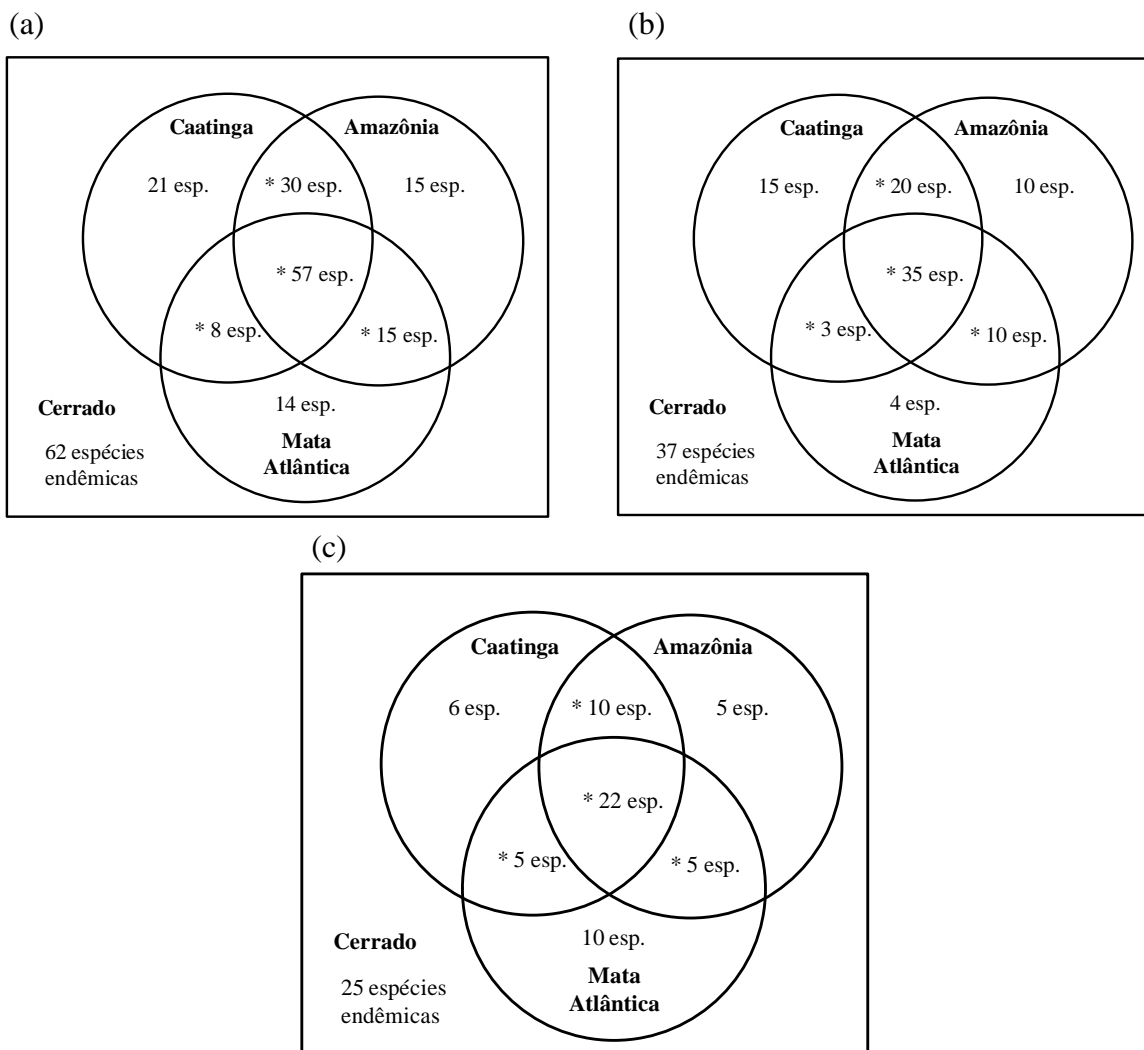 (a)
Caatinga
Amazônia
21 esp.
* 30 esp.
15 esp.
* 57 esp.
* 8 esp.
* 15 esp.
Cerrado
14 esp.
62 espécies
endêmicas
Mata
Atlântica
(b)
Caatinga
Amazônia
15 esp.
* 20 esp.
10 esp.
* 35 esp.
* 3 esp.
* 10 esp.
Cerrado
4 esp.
37 espécies
endêmicas
Mata
Atlântica
(c)
Caatinga
Amazônia
6 esp.
* 10 esp.
5 esp.
* 22 esp.
* 5 esp.
* 5 esp.
Cerrado
10 esp.
25 espécies
endêmicas
Mata
Atlântica